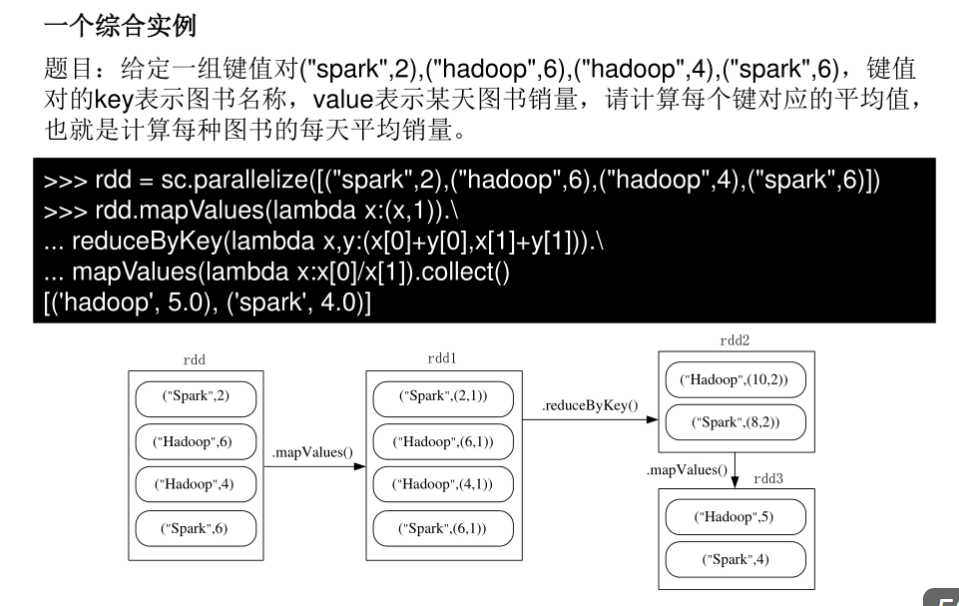 一个综合实例
题目：给定一组键值对("spark",2),("hadoop",6),("hadoop",4),("spark",6)，键值
对的key表示图书名称，value表示某天图书销量，请计算每个键对应的平均值，
也就是计算每种图书的每天平均销量。
>>> rdd = sc.parallelize([("spark",2),("hadoop",6),("hadoop",4),("spark",6)])
>>> rdd.mapValues(lambda x:(x,1)).\
... reduceByKey(lambda x,y:(x[0]+y[0],x[1]+y[1])).\
... mapValues(lambda x:x[0]/x[1]).collect()
[('hadoop', 5.0), ('spark', 4.0)]
rdd
("Spark",2)
("Hadoop",6)
("Hadoop",4)
("Spark",6)
.mapValues()
rdd1
("Spark",(2,1))
("Hadoop",(6,1))
("Hadoop",(4,1))
("Spark",(6,1))
.reduceByKey()
rdd2
("Hadoop",(10,2))
("Spark",(8,2))
.mapValues()
rdd3
("Hadoop",5)
("Spark",4)